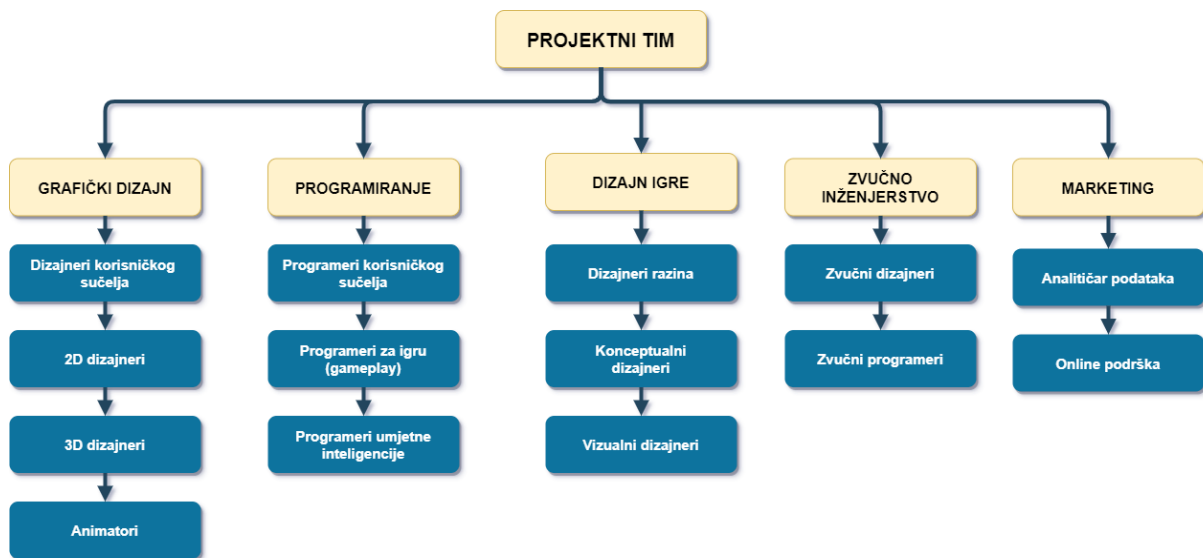 PROJEKTNI TIM
GRAFIČKI DIZAJN
Dizajneri korisničkog
sučelja
2D dizajneri
3D dizajneri
Animatori
PROGRAMIRANJE
Programeri korisničkog
sučelja
Programeri za igru
(gameplay)
Programeri umjetne
inteligencije
DIZAJN IGRE
Dizajneri razina
Konceptualni
dizajneri
Vizualni dizajneri
ZVUČNO
INŽENJERSTVO
Zvučni dizajneri
Zvučni programeri
MARKETING
Analitičar podataka
Online podrška